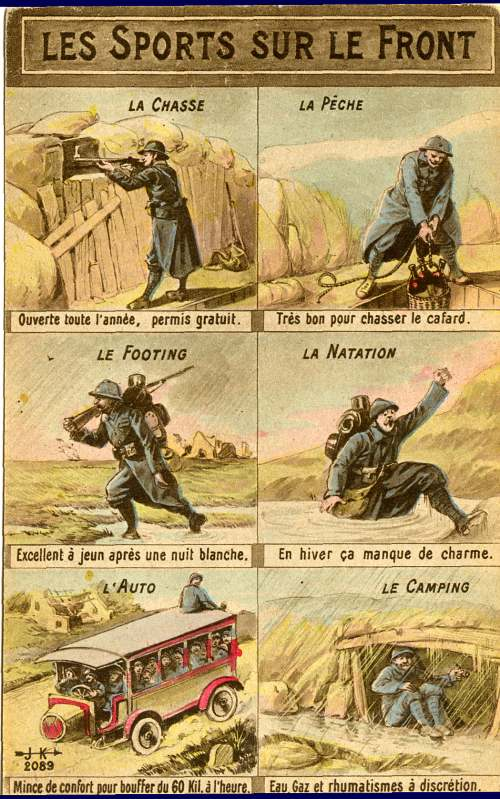 LES SPORTS SUR LE FRONT
LA CHASSE
Ouverte toute l'année, permis gratuit.
LA PÊCHE
Très bon pour chasser le cafard.
LE FOOTING
Excellent à jeun après une nuit blanche.
LA NATATION
En hiver ça manque de charme.
L'AUTO
J K
2089
Mince de confort pour bouffer du 60 Kil. à l'heure.
LE CAMPING
Eau, Gaz et rhumatismes à discrétion.